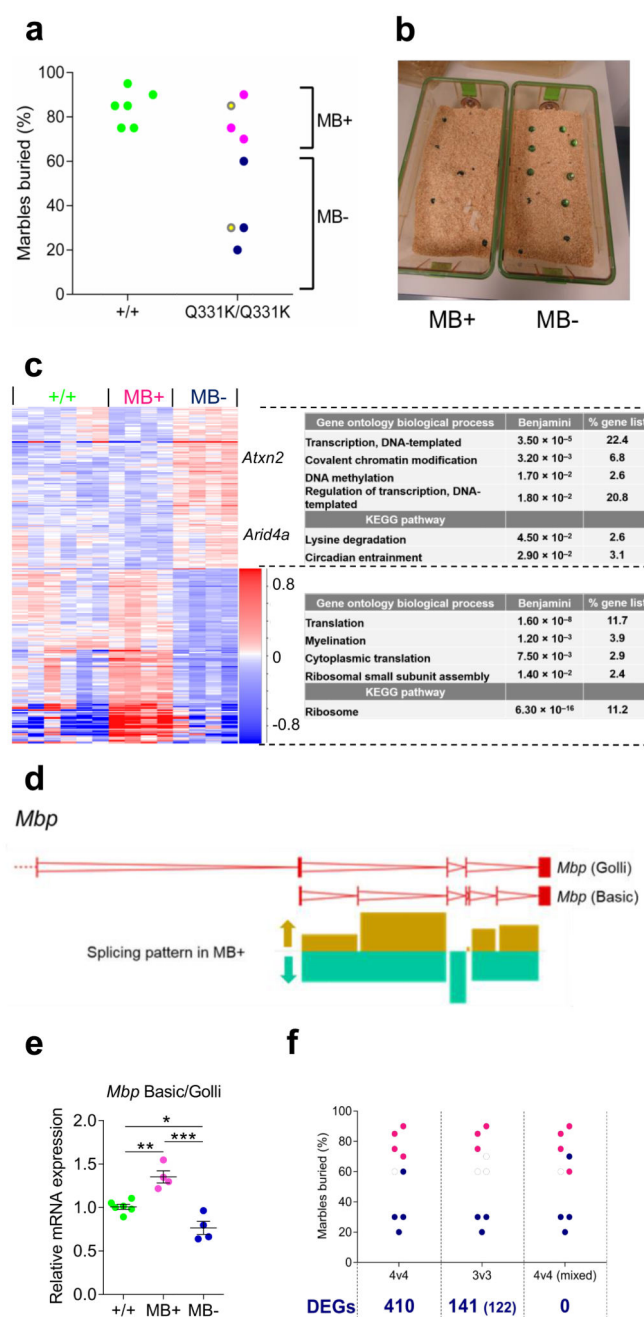 a
Marbles buried (%)
100
80
60
40
20
0
+/+
Q331K/Q331K
MB+
MB-
b
MB+
MB-
c
+/+
MB+
MB-
Atxn2
Arid4a
0.8
0
-0.8
Gene ontology biological process Benjamini % gene list
Transcription, DNA-templated 3.50 × 10⁻⁵ 22.4
Covalent chromatin modification 3.20 × 10⁻³ 6.8
DNA methylation 1.70 × 10⁻² 2.6
Regulation of transcription, DNA-
templated 1.80 × 10⁻² 20.8
KEGG pathway
Lysine degradation 4.50 × 10⁻² 2.6
Circadian entrainment 2.90 × 10⁻² 3.1
Gene ontology biological process Benjamini % gene list
Translation 1.60 × 10⁻⁸ 11.7
Myelination 1.20 × 10⁻³ 3.9
Cytoplasmic translation 7.50 × 10⁻³ 2.9
Ribosomal small subunit assembly 1.40 × 10⁻² 2.4
KEGG pathway
Ribosome 6.30 × 10⁻¹⁶ 11.2
d
Mbp
Mbp (Golli)
Mbp (Basic)
Splicing pattern in MB+
e
Mbp Basic/Golli
Relative mRNA expression
2.0
1.5
1.0
0.5
0.0
*
** ***
+/+ MB+ MB-
f
Marbles buried (%)
100
80
60
40
20
0
4v4 3v3 4v4 (mixed)
DEGs 410 141 (122) 0